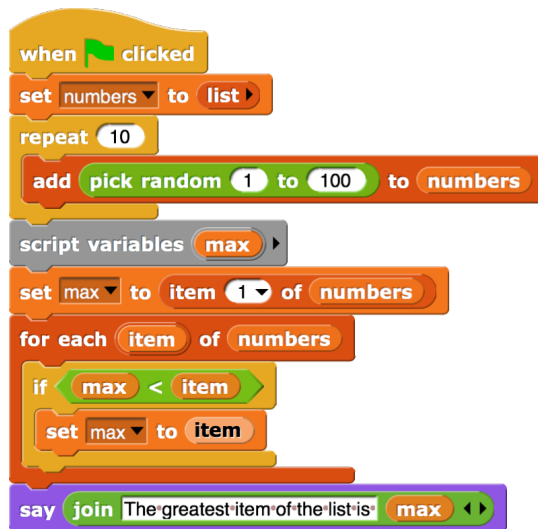 when clicked
set numbers to list
repeat 10
add pick random 1 to 100 to numbers
script variables max
set max to item 1 of numbers
for each item of numbers
if max < item
set max to item
say join The greatest item of the list is max